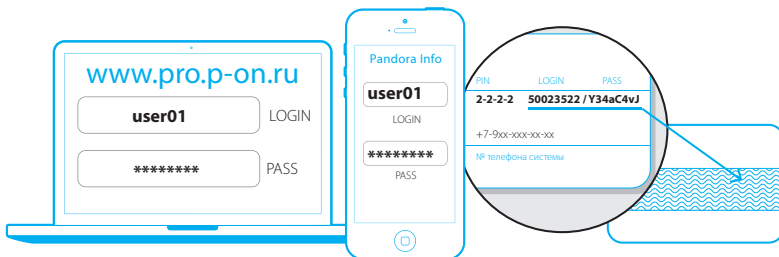 www.pro.p-on.ru
user01 LOGIN
******** PASS
Pandora Info
user01
LOGIN
********
PASS
PIN LOGIN PASS
2-2-2-2 50023522 / Y34aC4vJ
+7-9xx-xxx-xx-xx
№ телефона системы